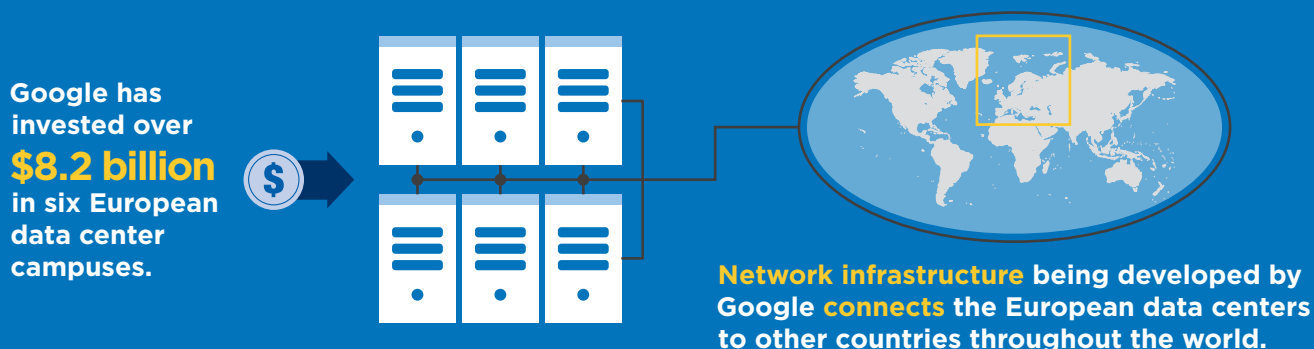 Google has
invested over
$8.2 billion
in six European
data center
campuses.
$
Network infrastructure being developed by
Google connects the European data centers
to other countries throughout the world.